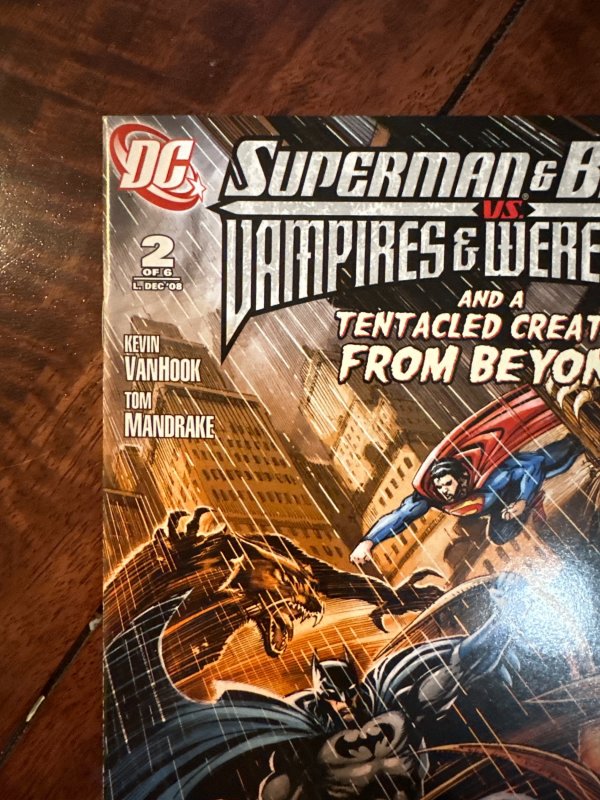 DC
SUPERMAN & B
VS.
VAMPIRES & WERE
2
OF 6
L. DEC '08
AND A
TENTACLED CREAT
FROM BEYON
KEVIN
VANHOOK
TOM
MANDRAKE